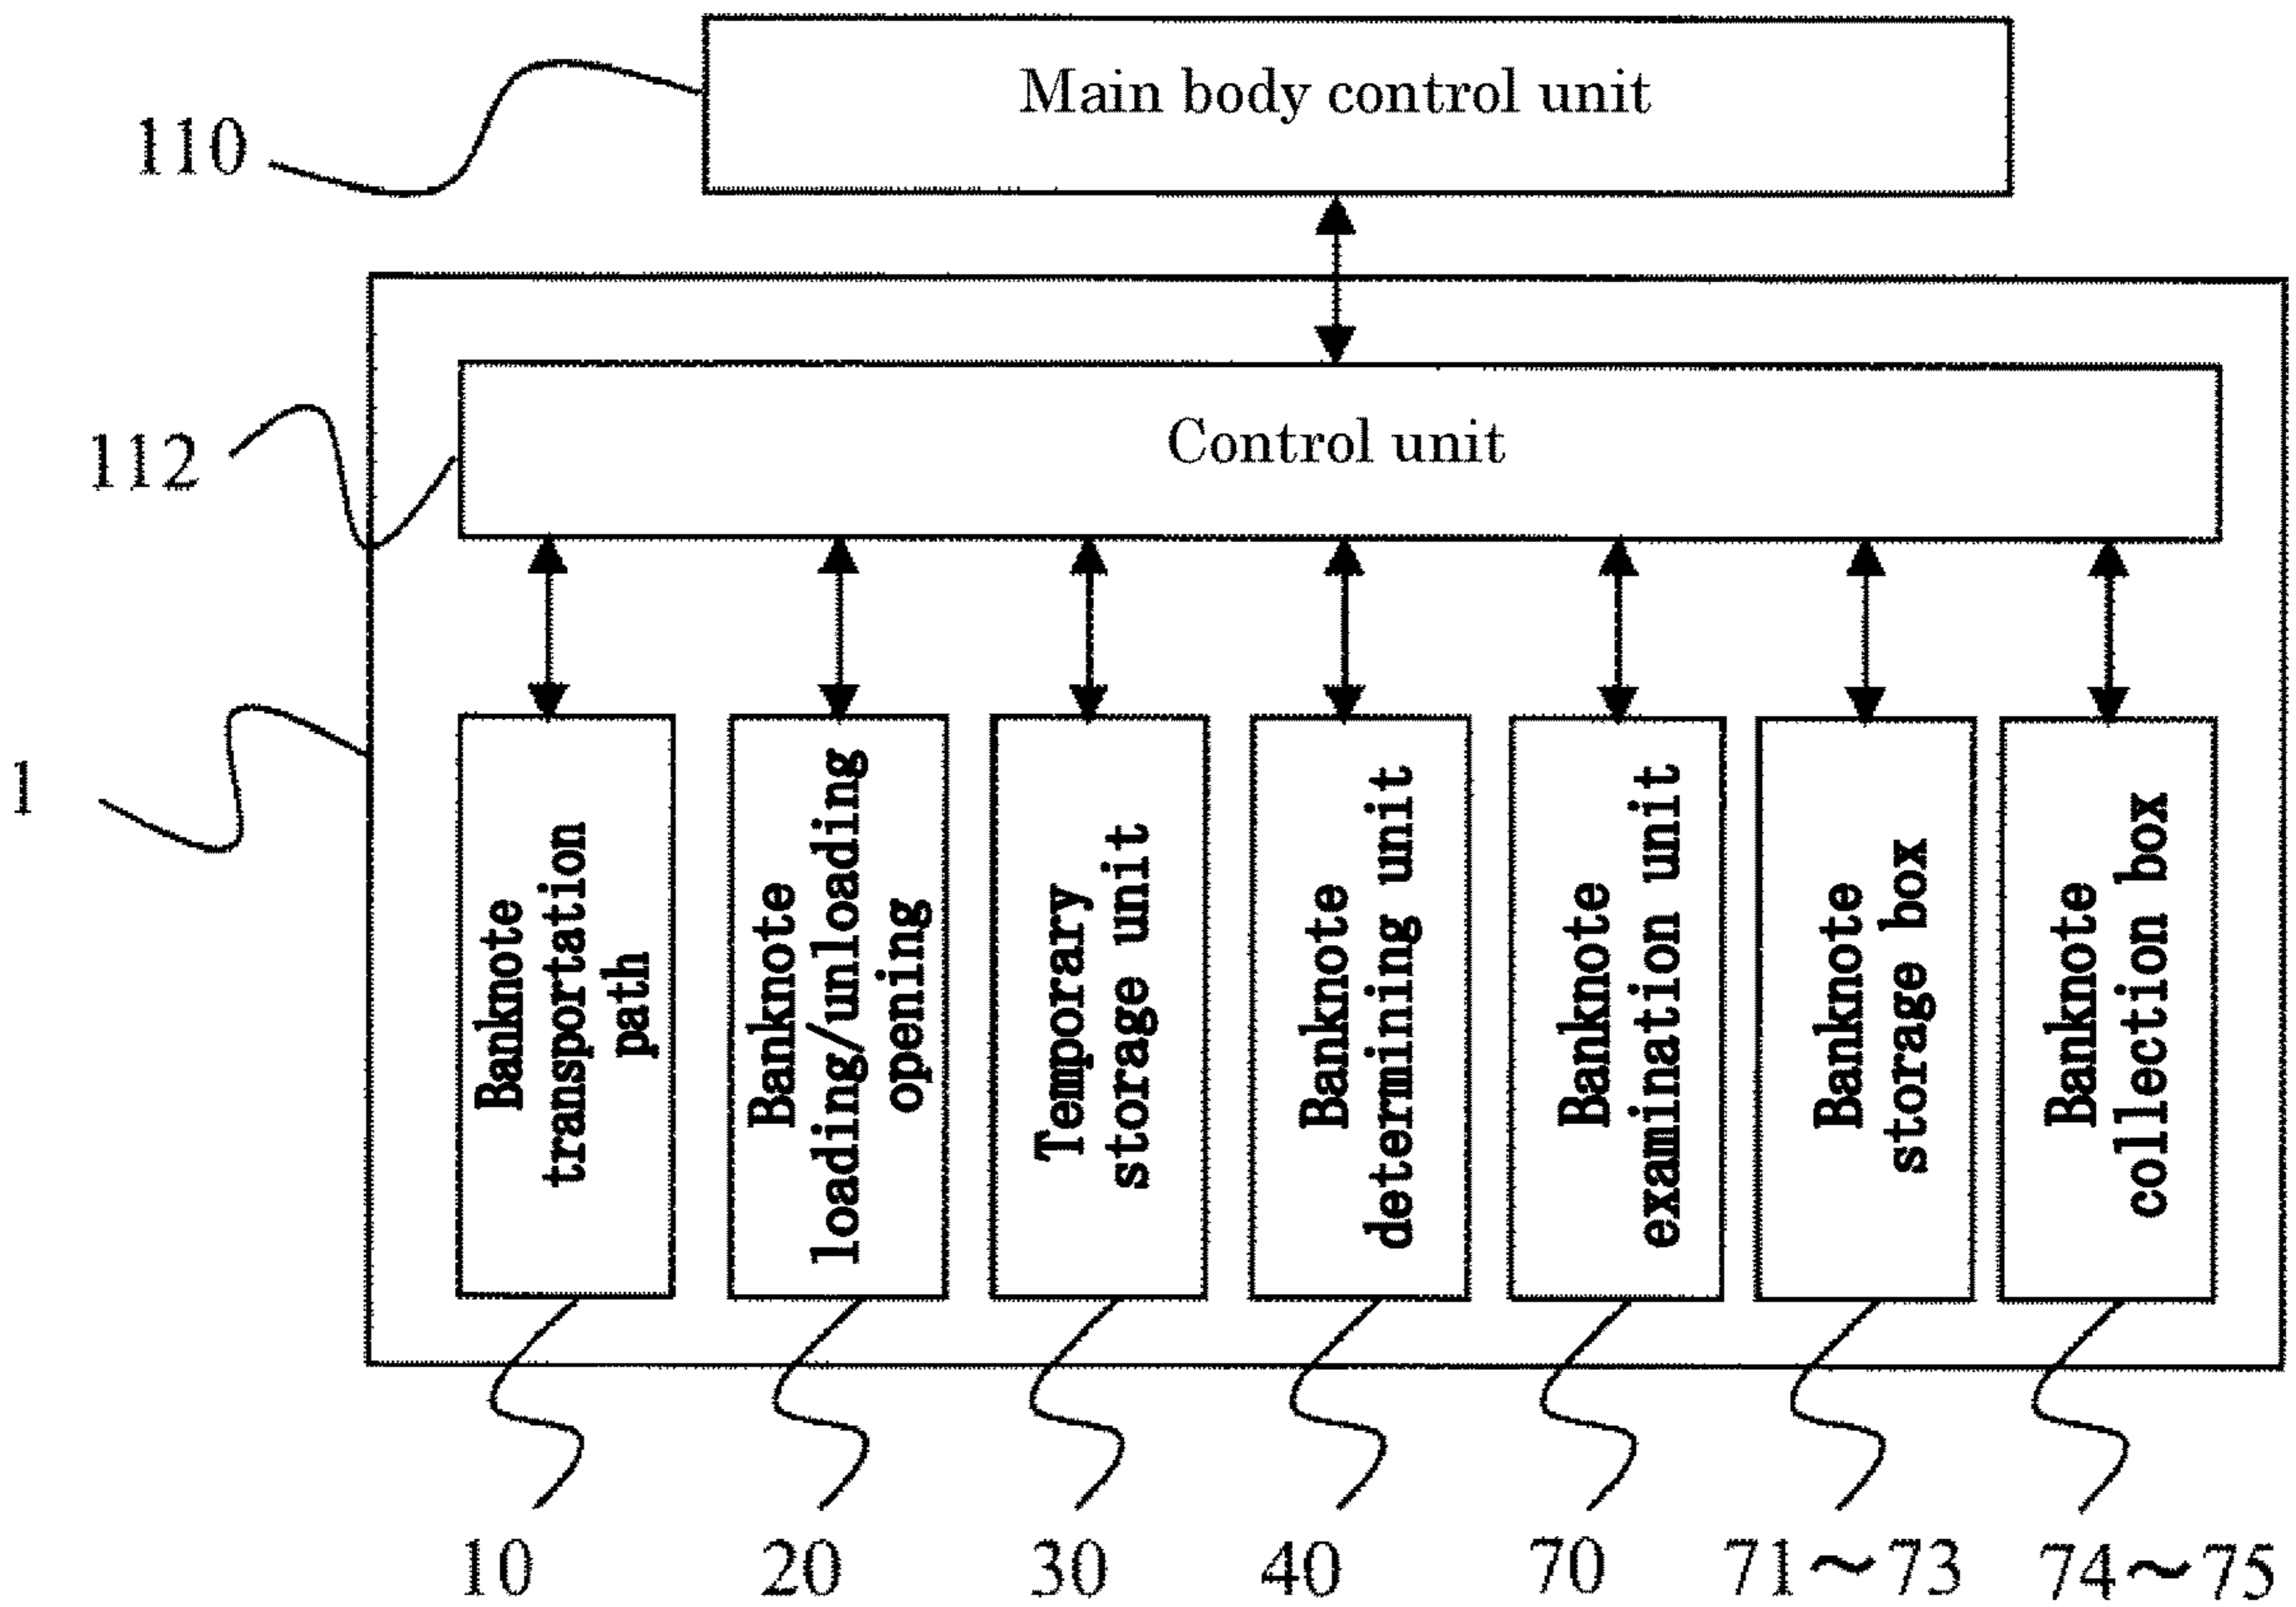 Main body control unit
110
Control unit
112
1
Banknote
transportation
path
Banknote
loading/unloading
opening
Temporary
storage unit
Banknote
determining unit
Banknote
examination unit
Banknote
storage box
Banknote
collection box
10
20
30
40
70
71～73
74～75